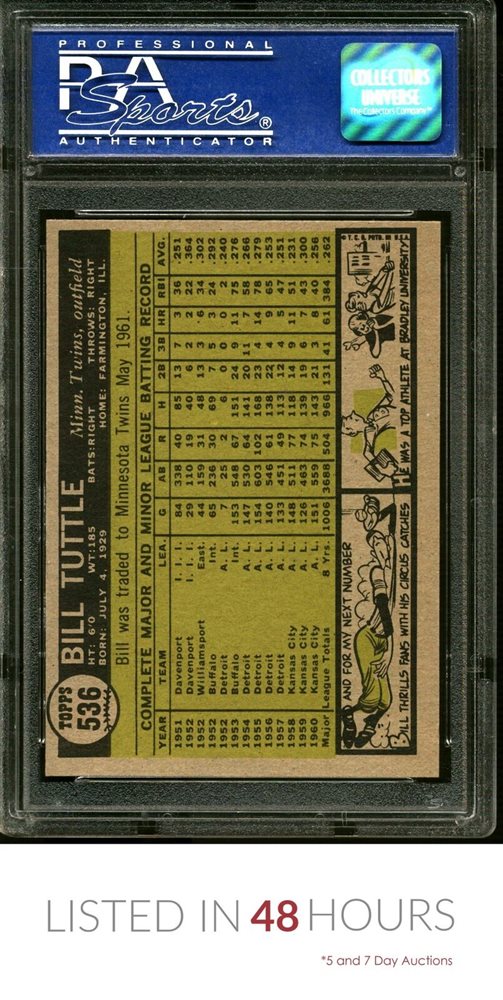 PROFESSIONAL
PSA
Sports®
AUTHENTICATOR
COLLECTORS
UNIVERSE
The Collectors Company™
TOPPS
536
BILL TUTTLE Minn. Twins, outfield
HT: 6'0 WT:185 BATS:RIGHT THROWS: RIGHT
BORN: JULY 4, 1929 HOME: FARMINGTON, ILL.
Bill was traded to Minnesota Twins May 1961.
COMPLETE MAJOR AND MINOR LEAGUE BATTING RECORD
YEAR TEAM LEA. G AB R H 2B 3B HR RBI AVG.
1951 Davenport I. I. I. 84 338 40 85 13 7 3 36 .251
1952 Davenport I. I. I. 29 110 19 40 6 2 2 22 .364
1952 Williamsport East. 44 159 31 48 13 3 6 34 .302
1952 Buffalo Int. 65 236 30 69 7 5 3 24 .292
1952 Detroit A. L. 7 25 2 6 0 0 0 2 .240
1953 Buffalo Int. 153 548 67 151 24 9 11 75 .276
1954 Detroit A. L. 147 530 64 141 20 11 7 58 .266
1955 Detroit A. L. 154 603 102 168 23 4 14 78 .279
1956 Detroit A. L. 140 546 61 138 22 4 9 65 .253
1957 Detroit A. L. 133 451 49 113 12 4 5 47 .251
1958 Kansas City A. L. 148 511 77 118 14 9 11 51 .231
1959 Kansas City A. L. 126 463 74 139 19 6 7 43 .300
1960 Kansas City A. L. 151 559 75 143 21 3 8 40 .256
Major League Totals 8 Yrs. 1006 3688 504 966 131 41 61 384 .262
© T. C. G. PRTD. IN U.S.A.
AND FOR MY NEXT NUMBER
BILL THRILLS FANS WITH HIS CIRCUS CATCHES
HE WAS A TOP ATHLETE AT BRADLEY UNIVERSITY.
LISTED IN 48 HOURS
*5 and 7 Day Auctions